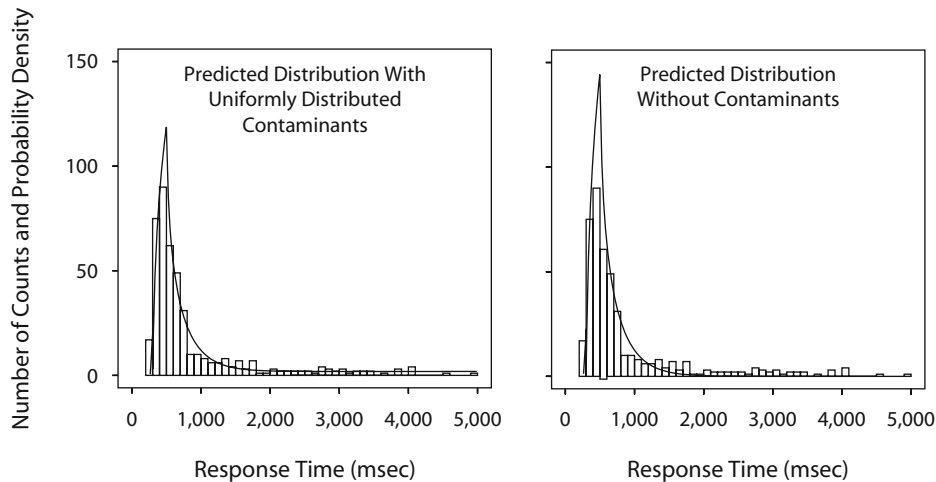 Number of Counts and Probability Density
150
100
50
0
Predicted Distribution With
Uniformly Distributed
Contaminants
0
1,000
2,000
3,000
4,000
5,000
Response Time (msec)
Predicted Distribution
Without Contaminants
0
1,000
2,000
3,000
4,000
5,000
Response Time (msec)